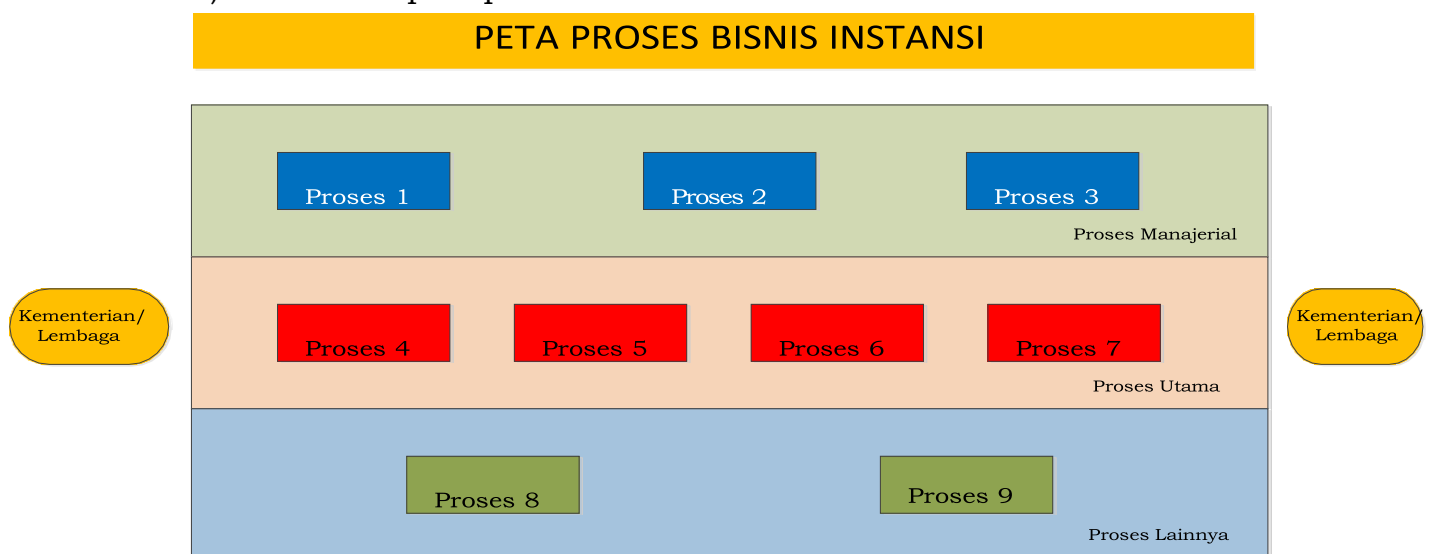 PETA PROSES BISNIS INSTANSI
Proses 1
Proses 2
Proses 3
Proses Manajerial
Kementerian/
Lembaga
Proses 4
Proses 5
Proses 6
Proses 7
Kementerian/
Lembaga
Proses Utama
Proses 8
Proses 9
Proses Lainnya